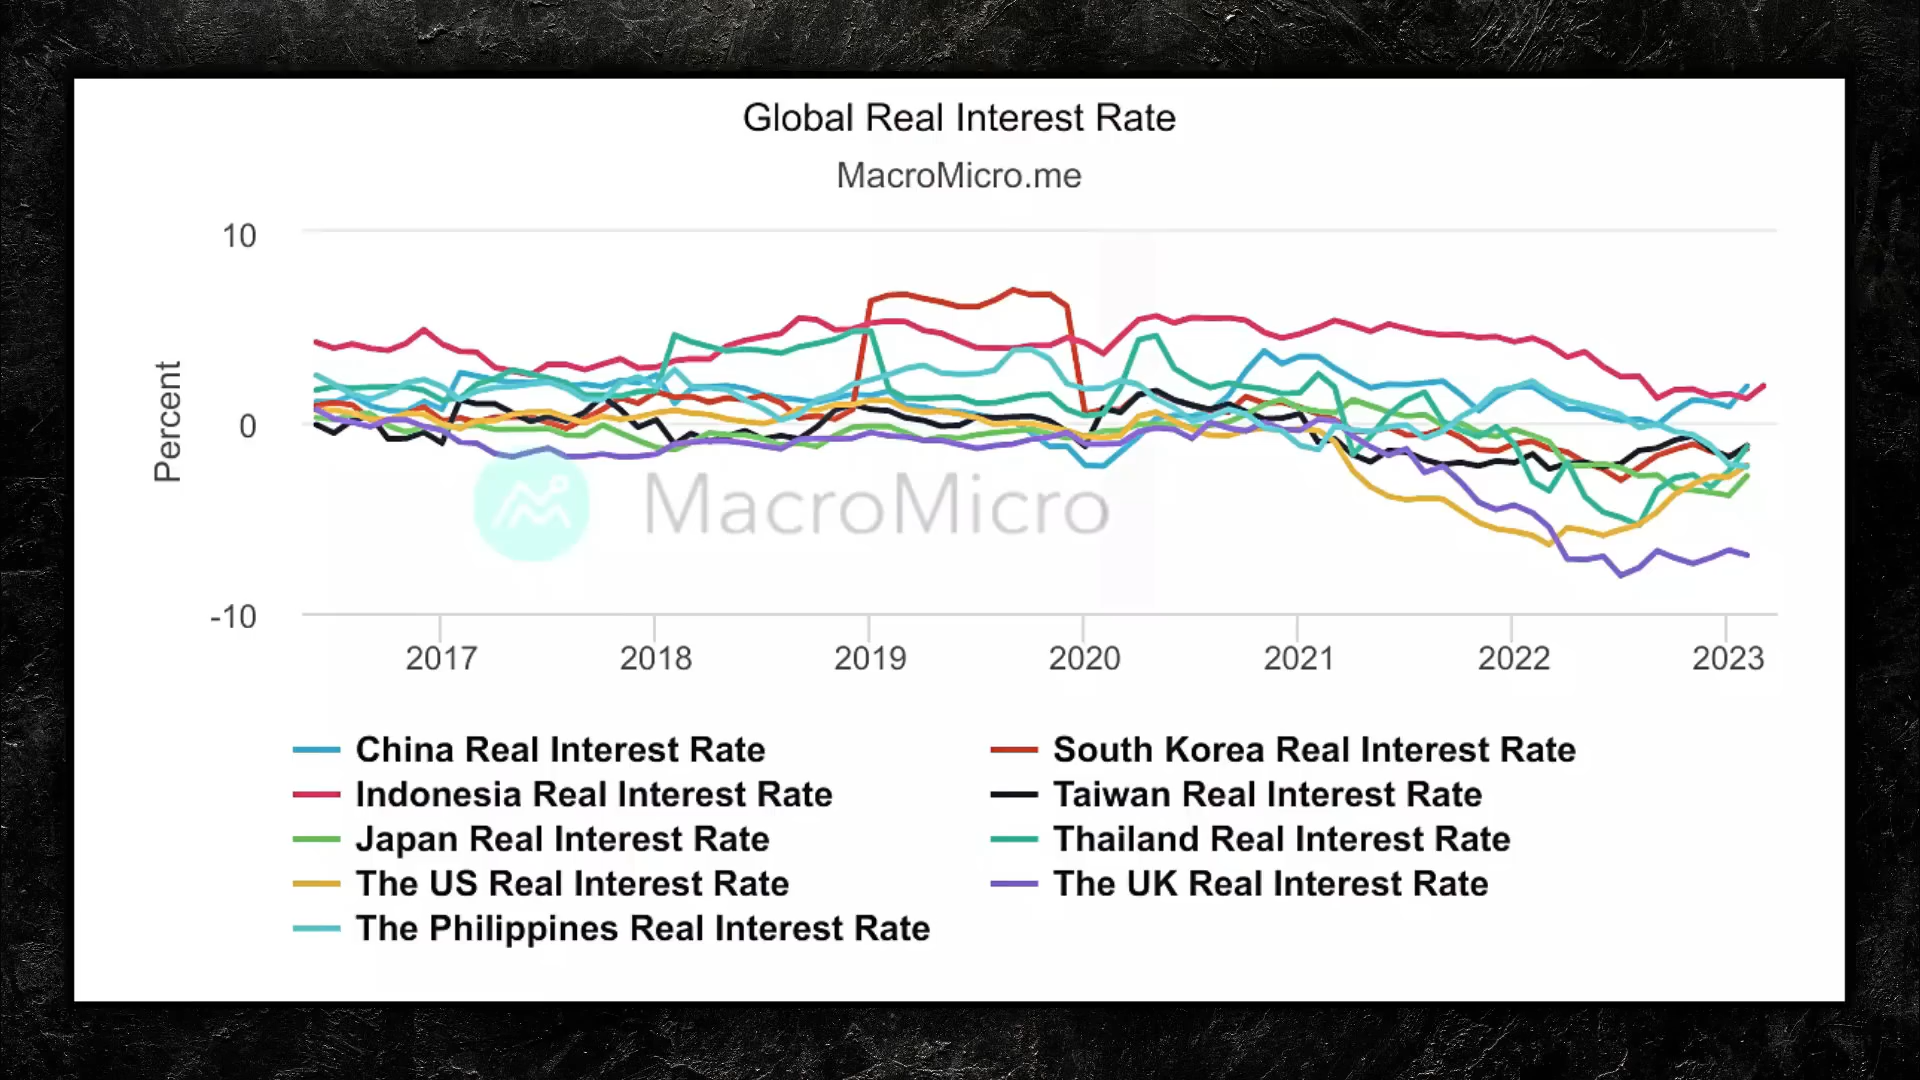 Global Real Interest Rate
MacroMicro.me
10
0
-10
Percent
MacroMicro
2017 2018 2019 2020 2021 2022 2023
China Real Interest Rate
South Korea Real Interest Rate
Indonesia Real Interest Rate
Taiwan Real Interest Rate
Japan Real Interest Rate
Thailand Real Interest Rate
The US Real Interest Rate
The UK Real Interest Rate
The Philippines Real Interest Rate